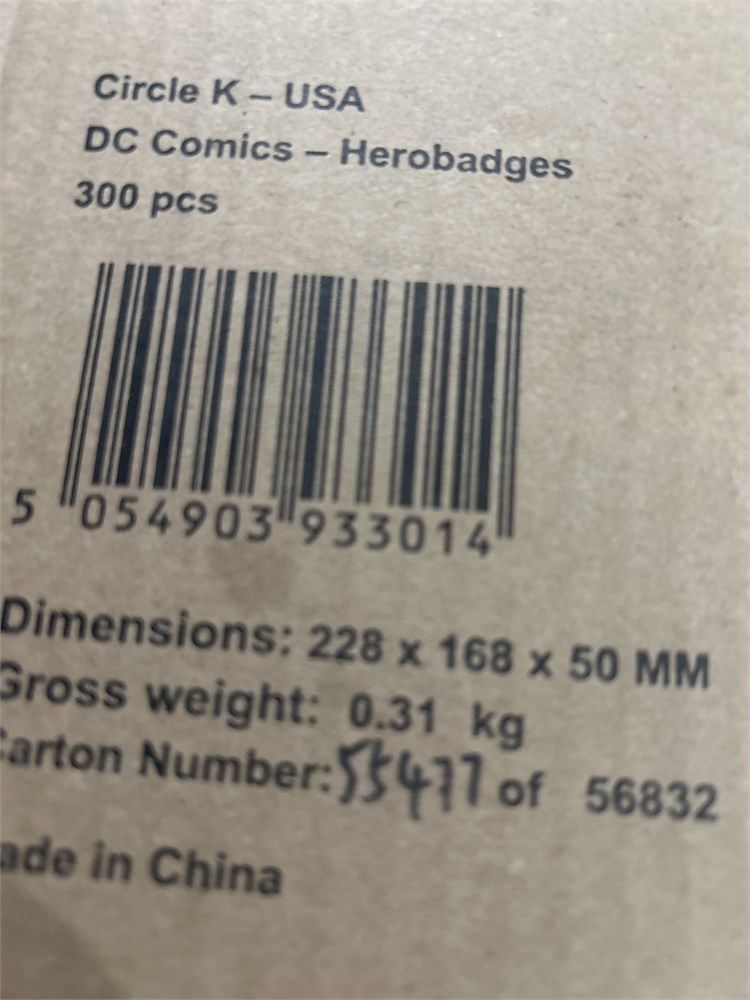 Circle K – USA
DC Comics – Herobadges
300 pcs
5 054903 933014
Dimensions: 228 x 168 x 50 MM
Gross weight: 0.31 kg
Carton Number: 55477 of 56832
ade in China